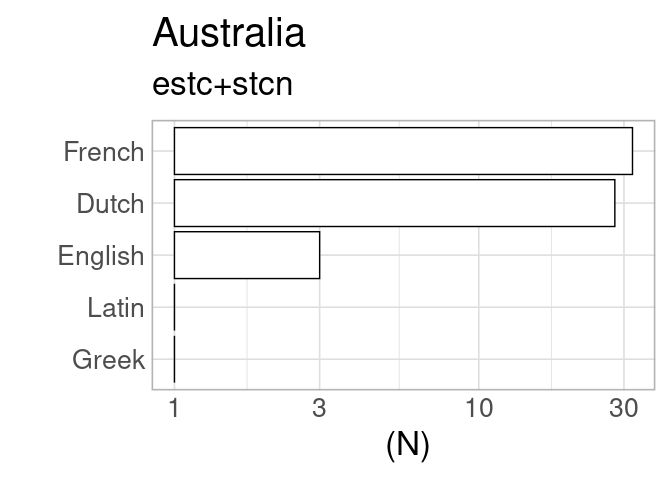 Australia
estc+stcn
French
Dutch
English
Latin
Greek
1 3 10 30
(N)